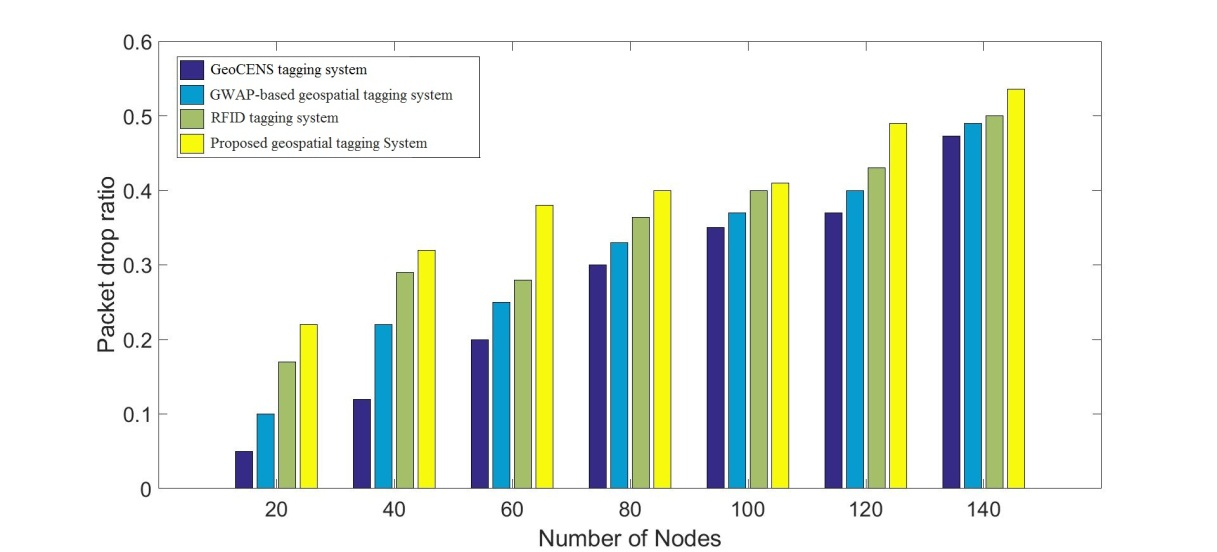 0.6
0.5
0.4
0.3
0.2
0.1
0
Packet drop ratio
GeoCENS tagging system
GWAP-based geospatial tagging system
RFID tagging system
Proposed geospatial tagging System
20 40 60 80 100 120 140
Number of Nodes